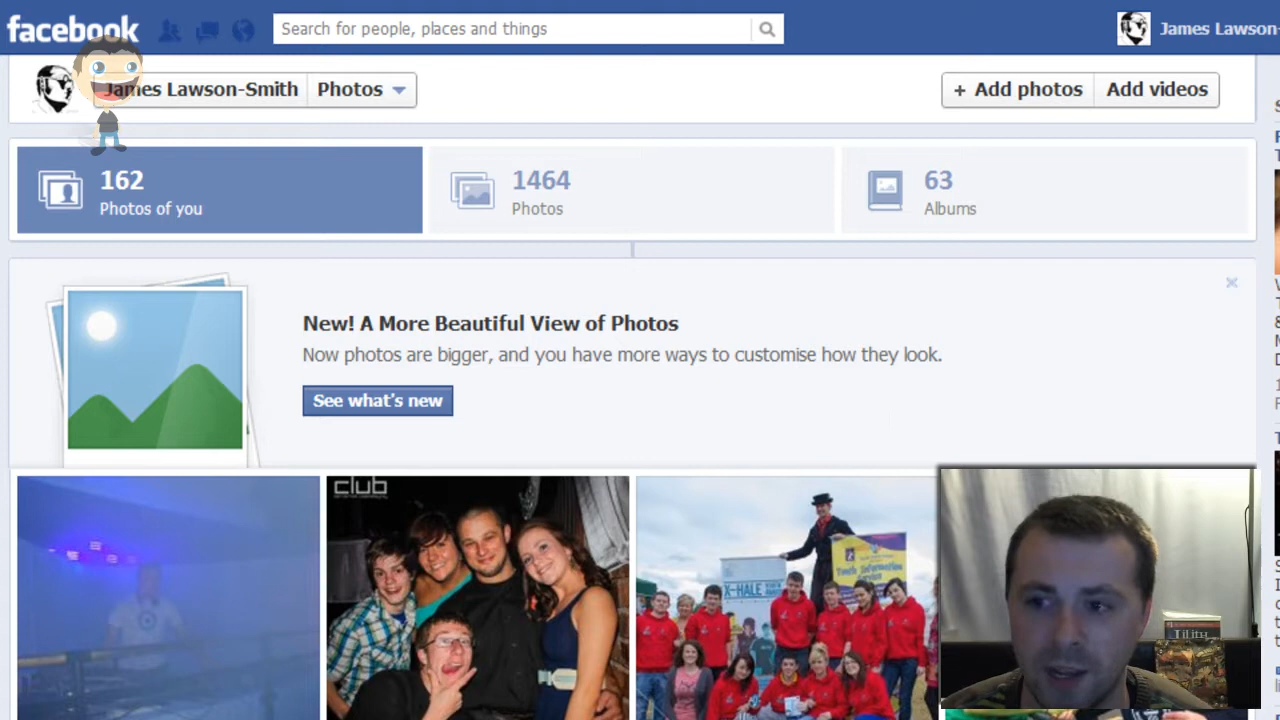 facebook
Search for people, places and things
James Lawson-
James Lawson-Smith
Photos
+ Add photos
Add videos
162
Photos of you
1464
Photos
63
Albums
New! A More Beautiful View of Photos
Now photos are bigger, and you have more ways to customise how they look.
See what's new
club
X-HALE
Youth Information
Service